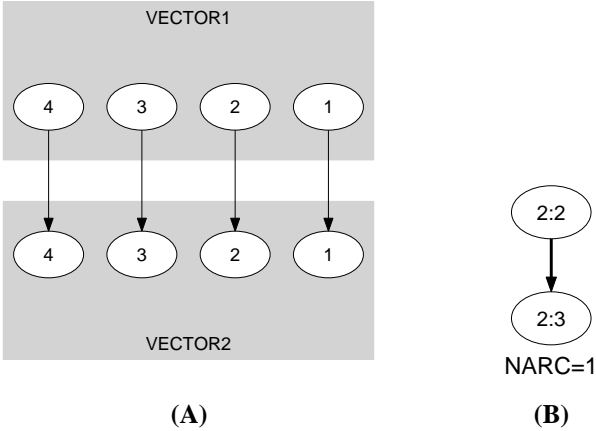 VECTOR1
4 3 2 1
4 3 2 1
VECTOR2
2:2
2:3
NARC=1
(A) (B)